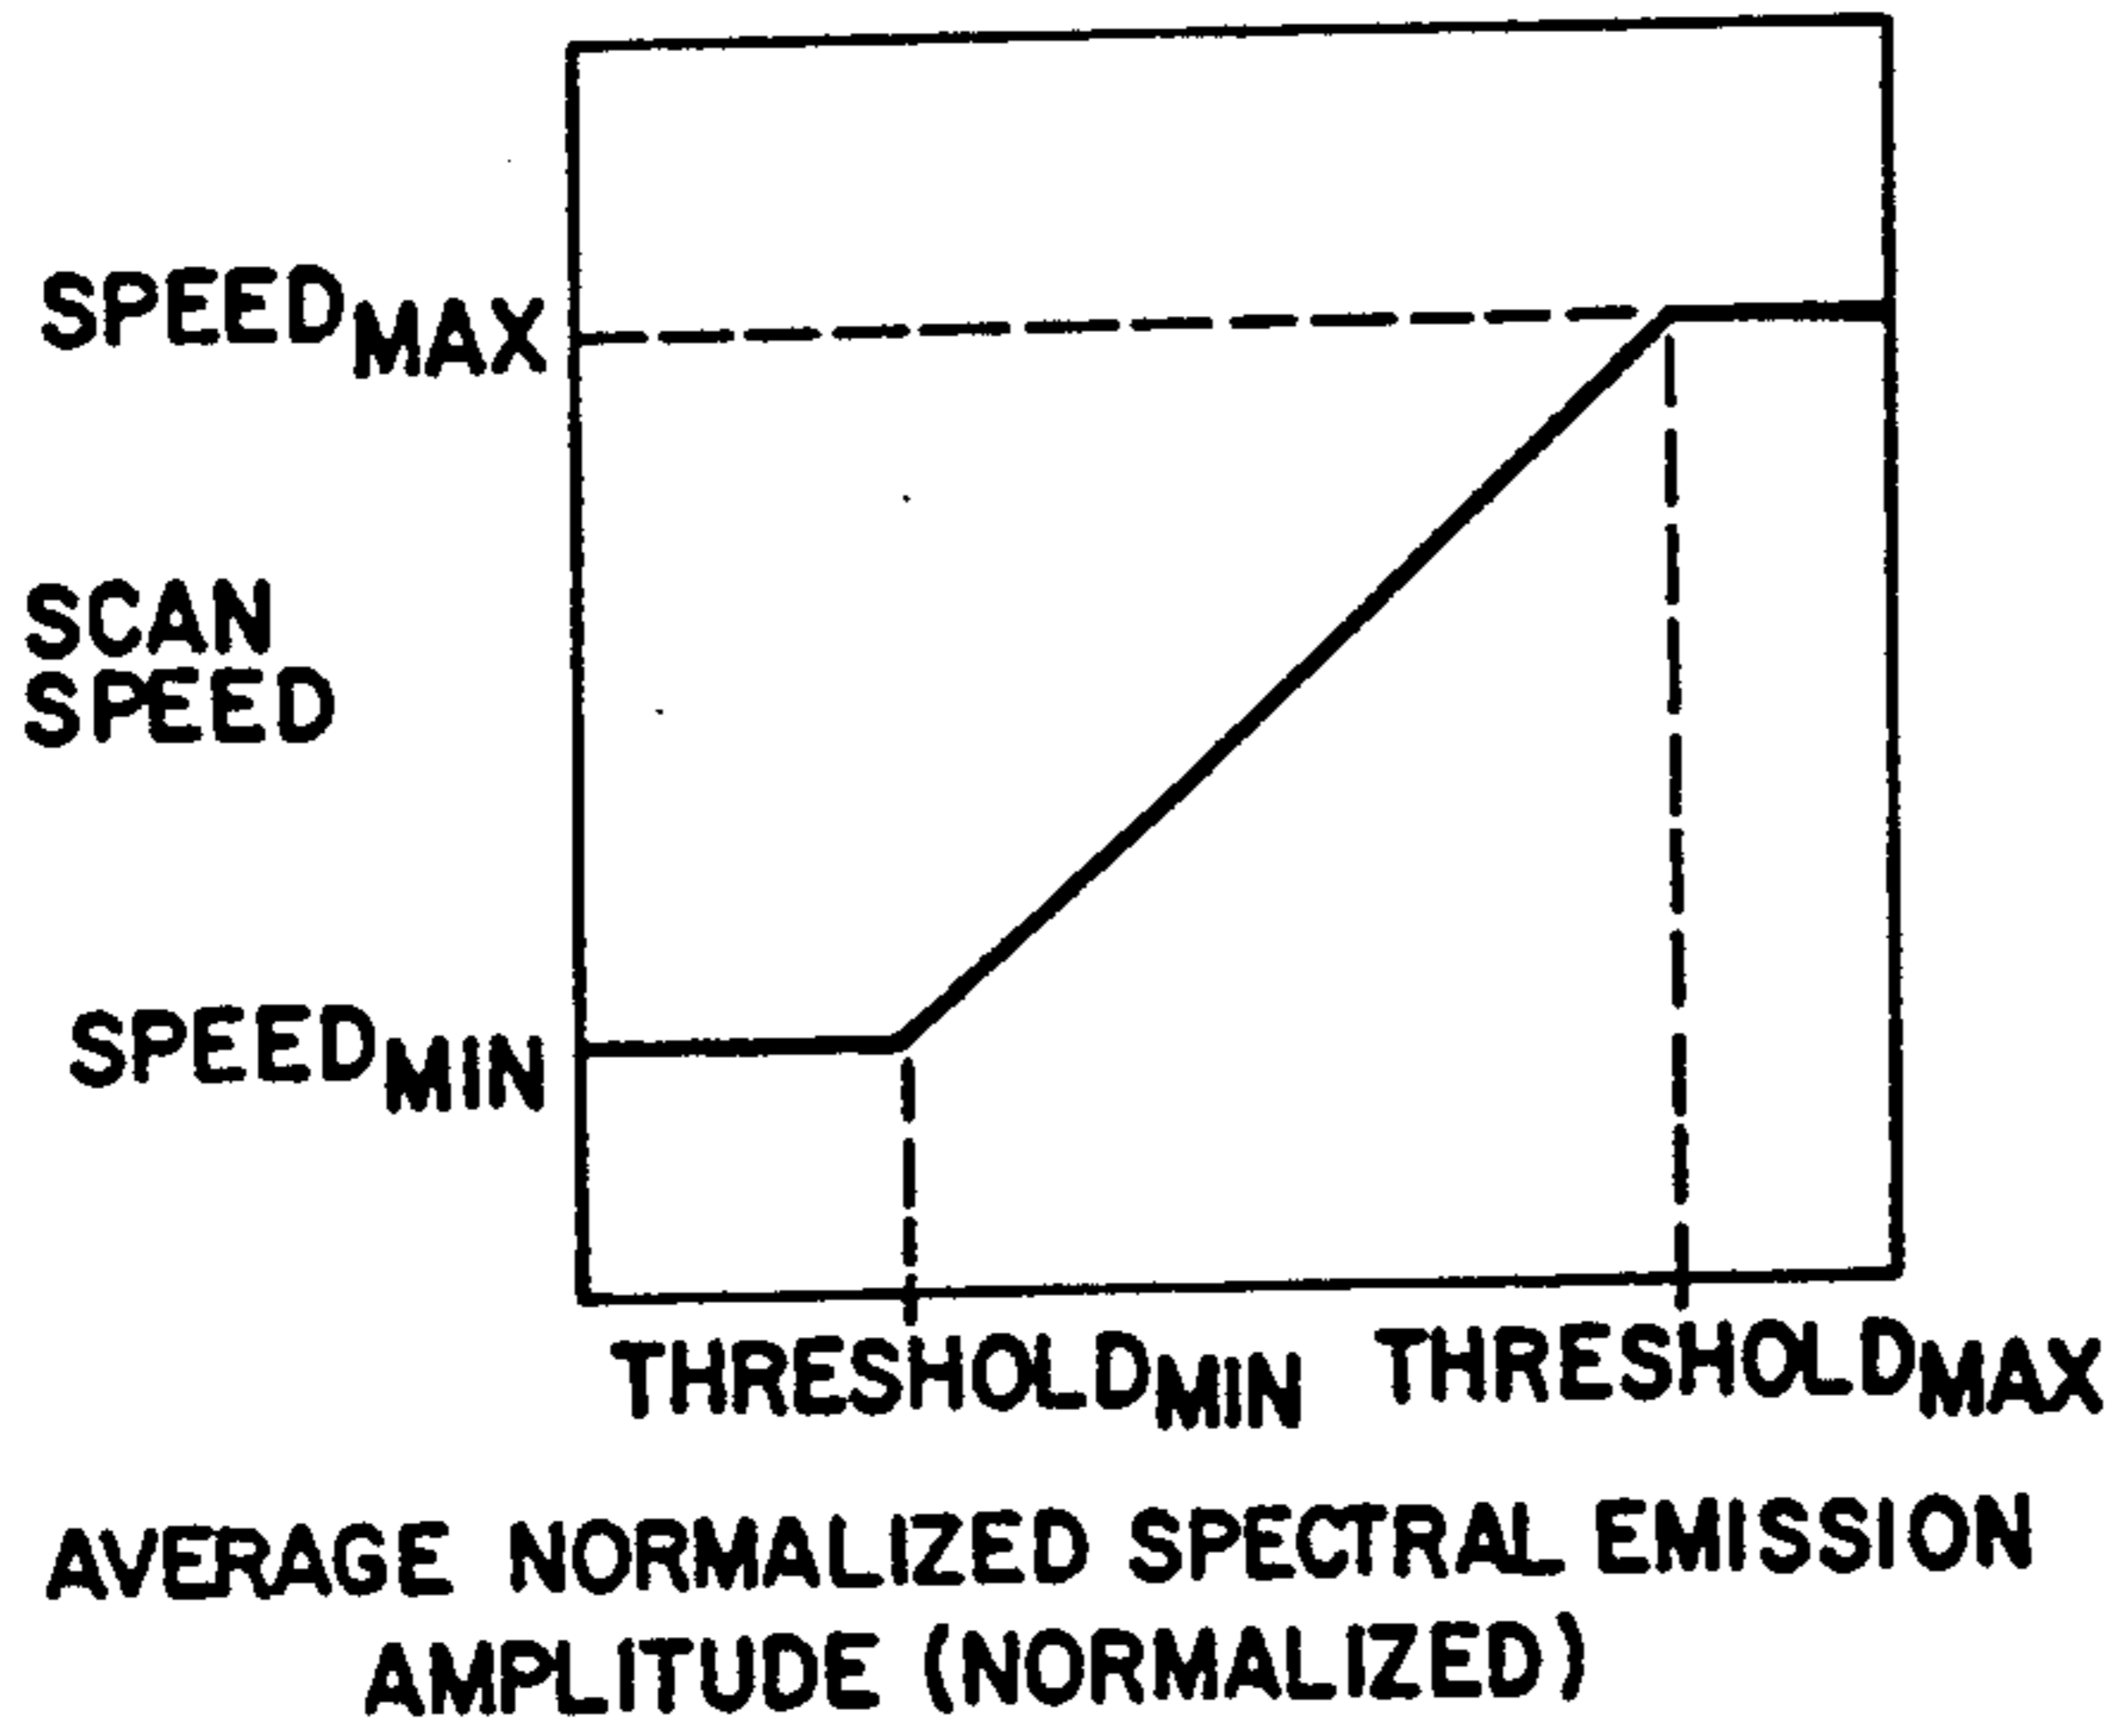 SPEEDMAX
SCAN
SPEED
SPEEDMIN
THRESHOLDMIN THRESHOLDMAX
AVERAGE NORMALIZED SPECTRAL EMISSION
AMPLITUDE (NORMALIZED)